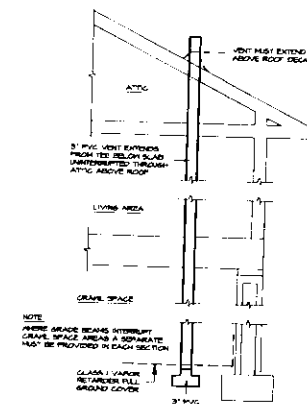 VENT MUST EXTEND
ABOVE ROOF DECK
ATTIC
3" PVC VENT EXTENDS
FROM TEE BELOW SLAB
UNINTERRUPTED THROUGH
ATTIC ABOVE ROOF
LIVING AREA
CRAWL SPACE
NOTE
WHERE GRADE BEAMS INTERRUPT
CRAWL SPACE AREAS A SEPARATE
MUST BE PROVIDED IN EACH SECTION
CLASS I VAPOR
RETARDER FULL
GROUND COVER
3" PVC